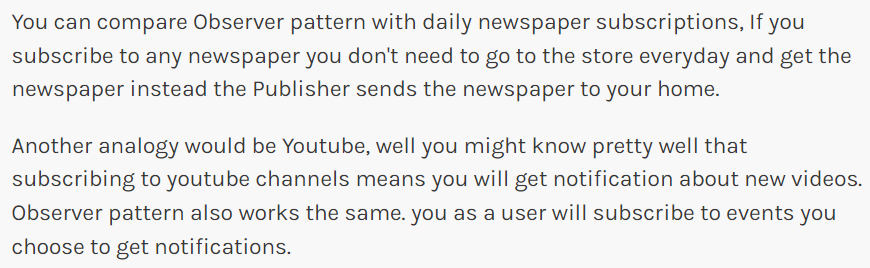 You can compare Observer pattern with daily newspaper subscriptions, If you
subscribe to any newspaper you don't need to go to the store everyday and get the
newspaper instead the Publisher sends the newspaper to your home.
Another analogy would be Youtube, well you might know pretty well that
subscribing to youtube channels means you will get notification about new videos.
Observer pattern also works the same. you as a user will subscribe to events you
choose to get notifications.